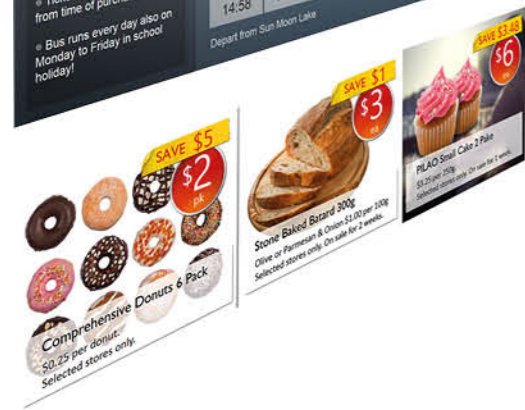 from time of purch
Bus runs every day also on
Monday to Friday in school
holiday!
14:58
Depart from Sun Moon Lake
SAVE $5
$2
pk
Comprehensive Donuts 6 Pack
$0.25 per donut.
Selected stores only.
SAVE $1
$3
ea
Stone Baked Batard 300g
Olive or Parmesan & Onion $1.00 per 100g
Selected stores only. On sale for 2 weeks.
SAVE $3.48
$6
ea
PILAO Small Cake 2 Pake
$3.25 per 250g.
Selected stores only. On sale for 1 week.